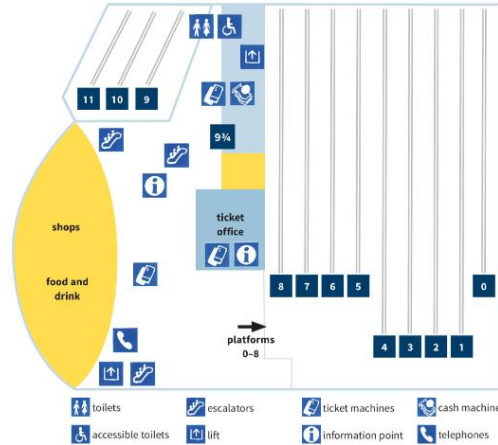 11
10
9
9¾
shops
food and
drink
ticket
office
8
7
6
5
0
4
3
2
1
platforms
0–8
toilets
escalators
ticket machines
cash machine
accessible toilets
lift
information point
telephones